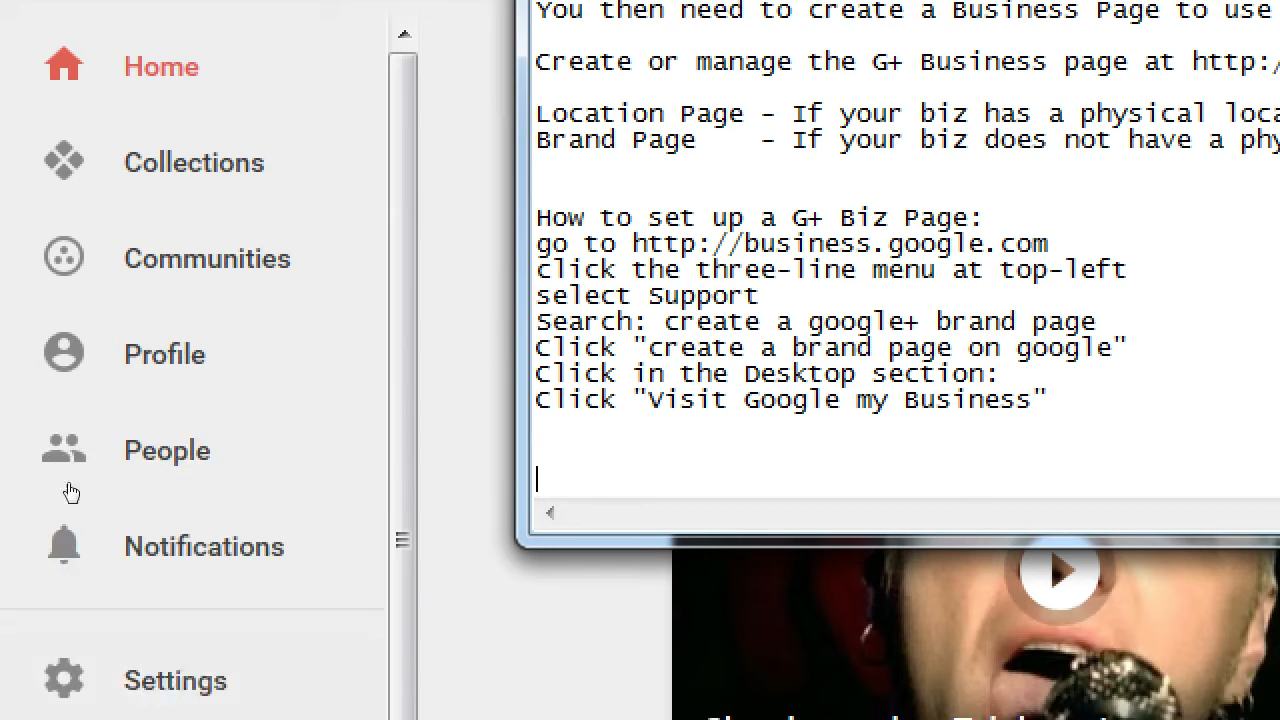 Home
Collections
Communities
Profile
People
Notifications
Settings
You then need to create a Business Page to use
Create or manage the G+ Business page at http:/
Location Page - If your biz has a physical loca
Brand Page    - If your biz does not have a phy
How to set up a G+ Biz Page:
go to http://business.google.com
click the three-line menu at top-left
select Support
Search: create a google+ brand page
Click "create a brand page on google"
Click in the Desktop section:
Click "Visit Google my Business"